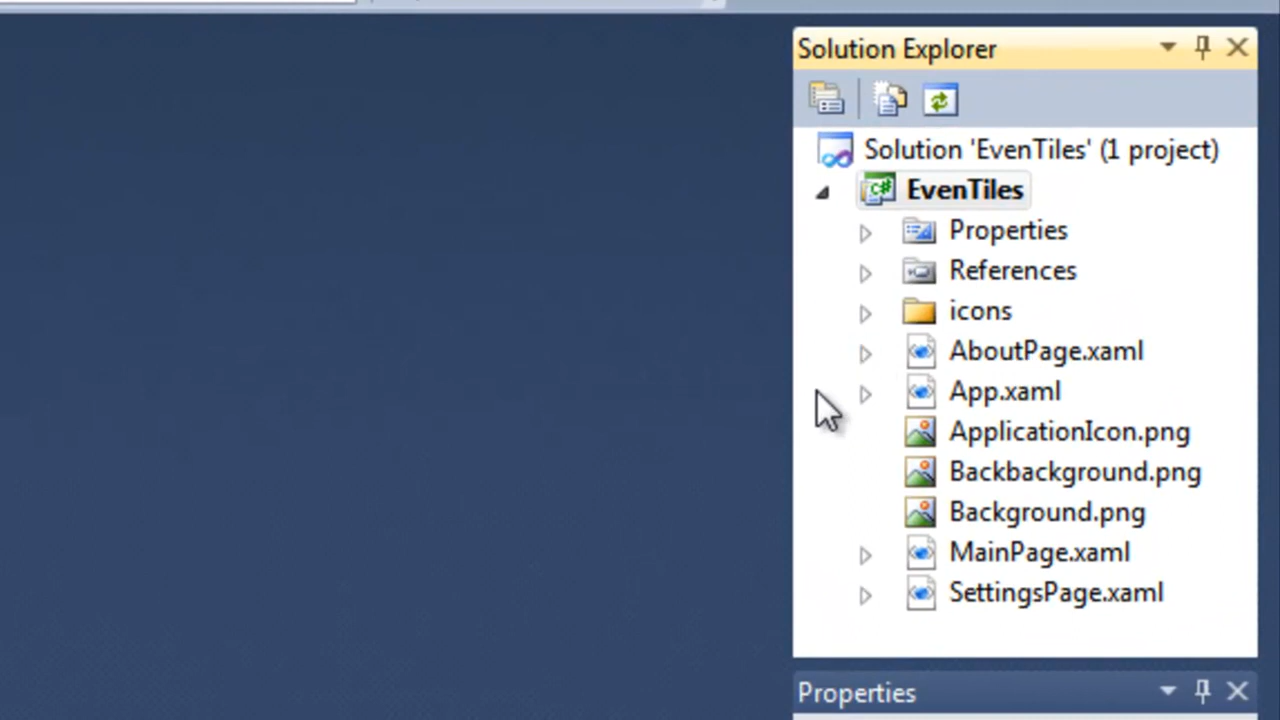 Solution Explorer
Solution 'EvenTiles' (1 project)
C# EvenTiles
Properties
References
icons
AboutPage.xaml
App.xaml
ApplicationIcon.png
Backbackground.png
Background.png
MainPage.xaml
SettingsPage.xaml
Properties